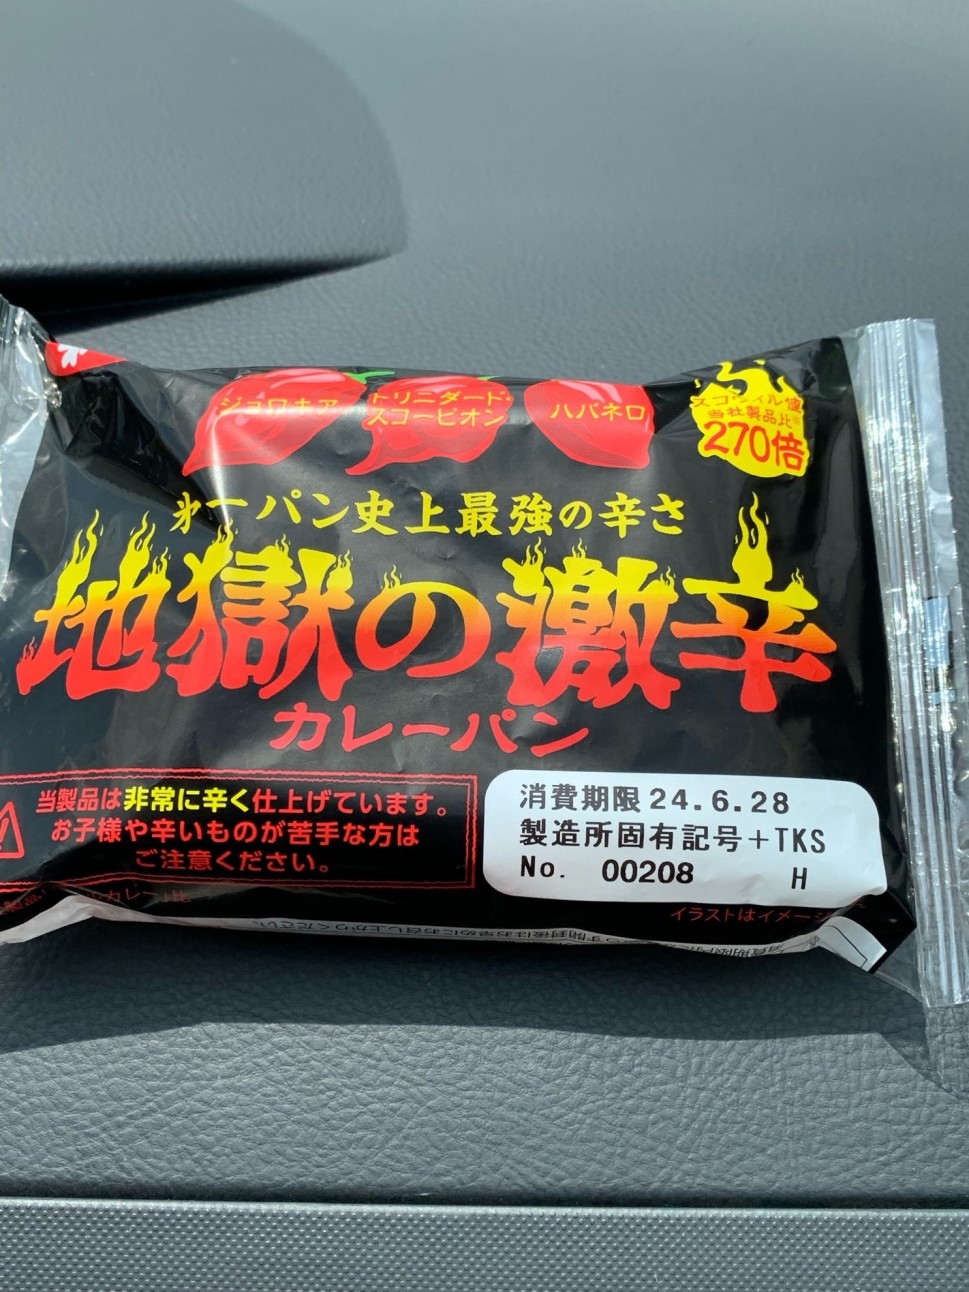 ジョロキア
トリニダード・
スコーピオン
ハバネロ
スコヴィル値
当社製品比※
270倍
第一パン史上最強の辛さ
地獄の激辛
カレーパン
当製品は非常に辛く仕上げています。
お子様や辛いものが苦手な方は
ご注意ください。
消費期限 24.6.28
製造所固有記号+TKS
No. 00208 H
イラストはイメージ